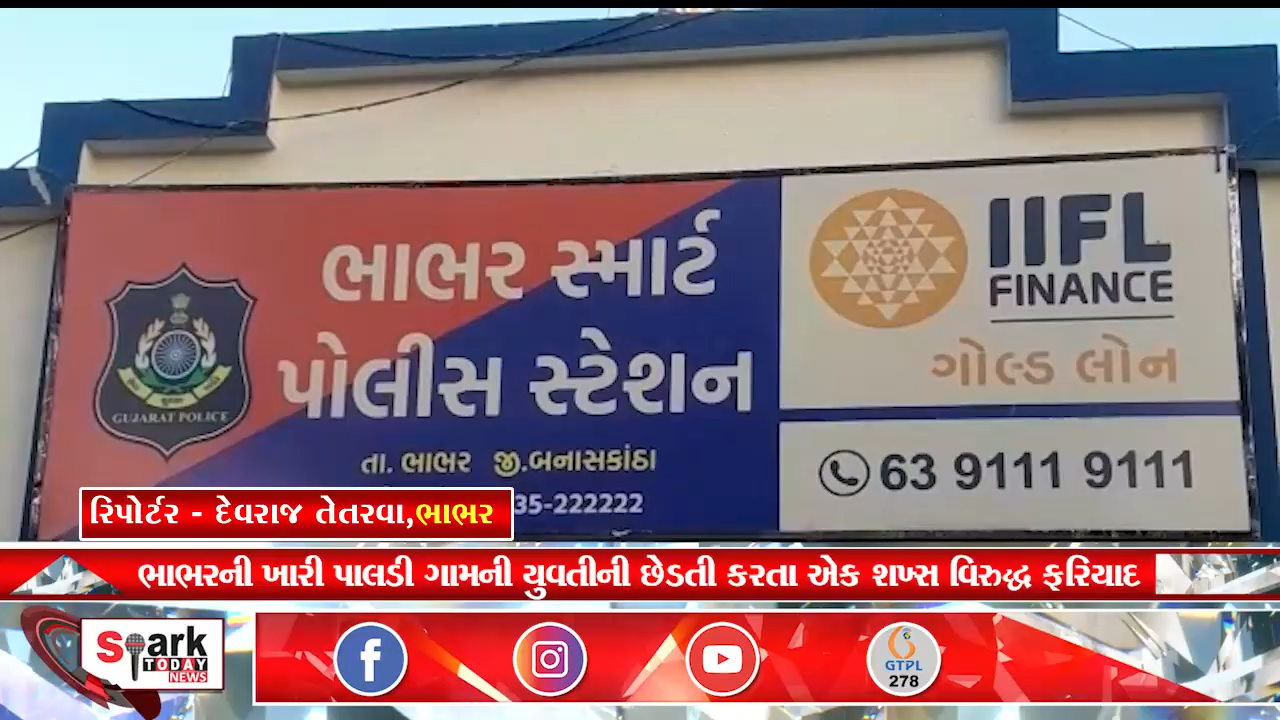 ભાભર સ્માર્ટ
પોલીસ સ્ટેશન
તા. ભાભર જી.બનાસકાંઠા
35-222222
GUJARAT POLICE
IIFL
FINANCE
ગોલ્ડ લોન
63 9111 9111
રિપોર્ટર - દેવરાજ તેતરવા,ભાભર
ભાભરની ખારી પાલડી ગામની યુવતીની છેડતી કરતા એક શખ્સ વિરુદ્ધ ફરિયાદ
Spark
TODAY
NEWS
GTPL
278